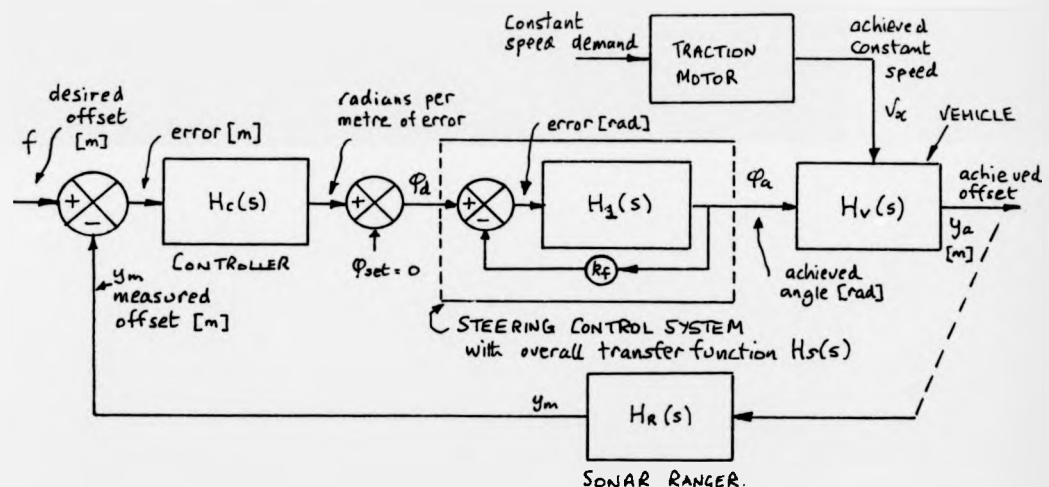 Constant
speed demand
TRACTION
MOTOR
achieved
constant
speed
Vx
VEHICLE
desired
offset
[m]
f
error [m]
radians per
metre of error
error [rad]
+
-
Hc(s)
CONTROLLER
+
φset = 0
φd
+
-
H1(s)
kf
φa
achieved
angle [rad]
Hv(s)
achieved
offset
ya
[m]
ym
measured
offset [m]
STEERING CONTROL SYSTEM
with overall transfer function Hs(s)
ym
HR(s)
SONAR RANGER.